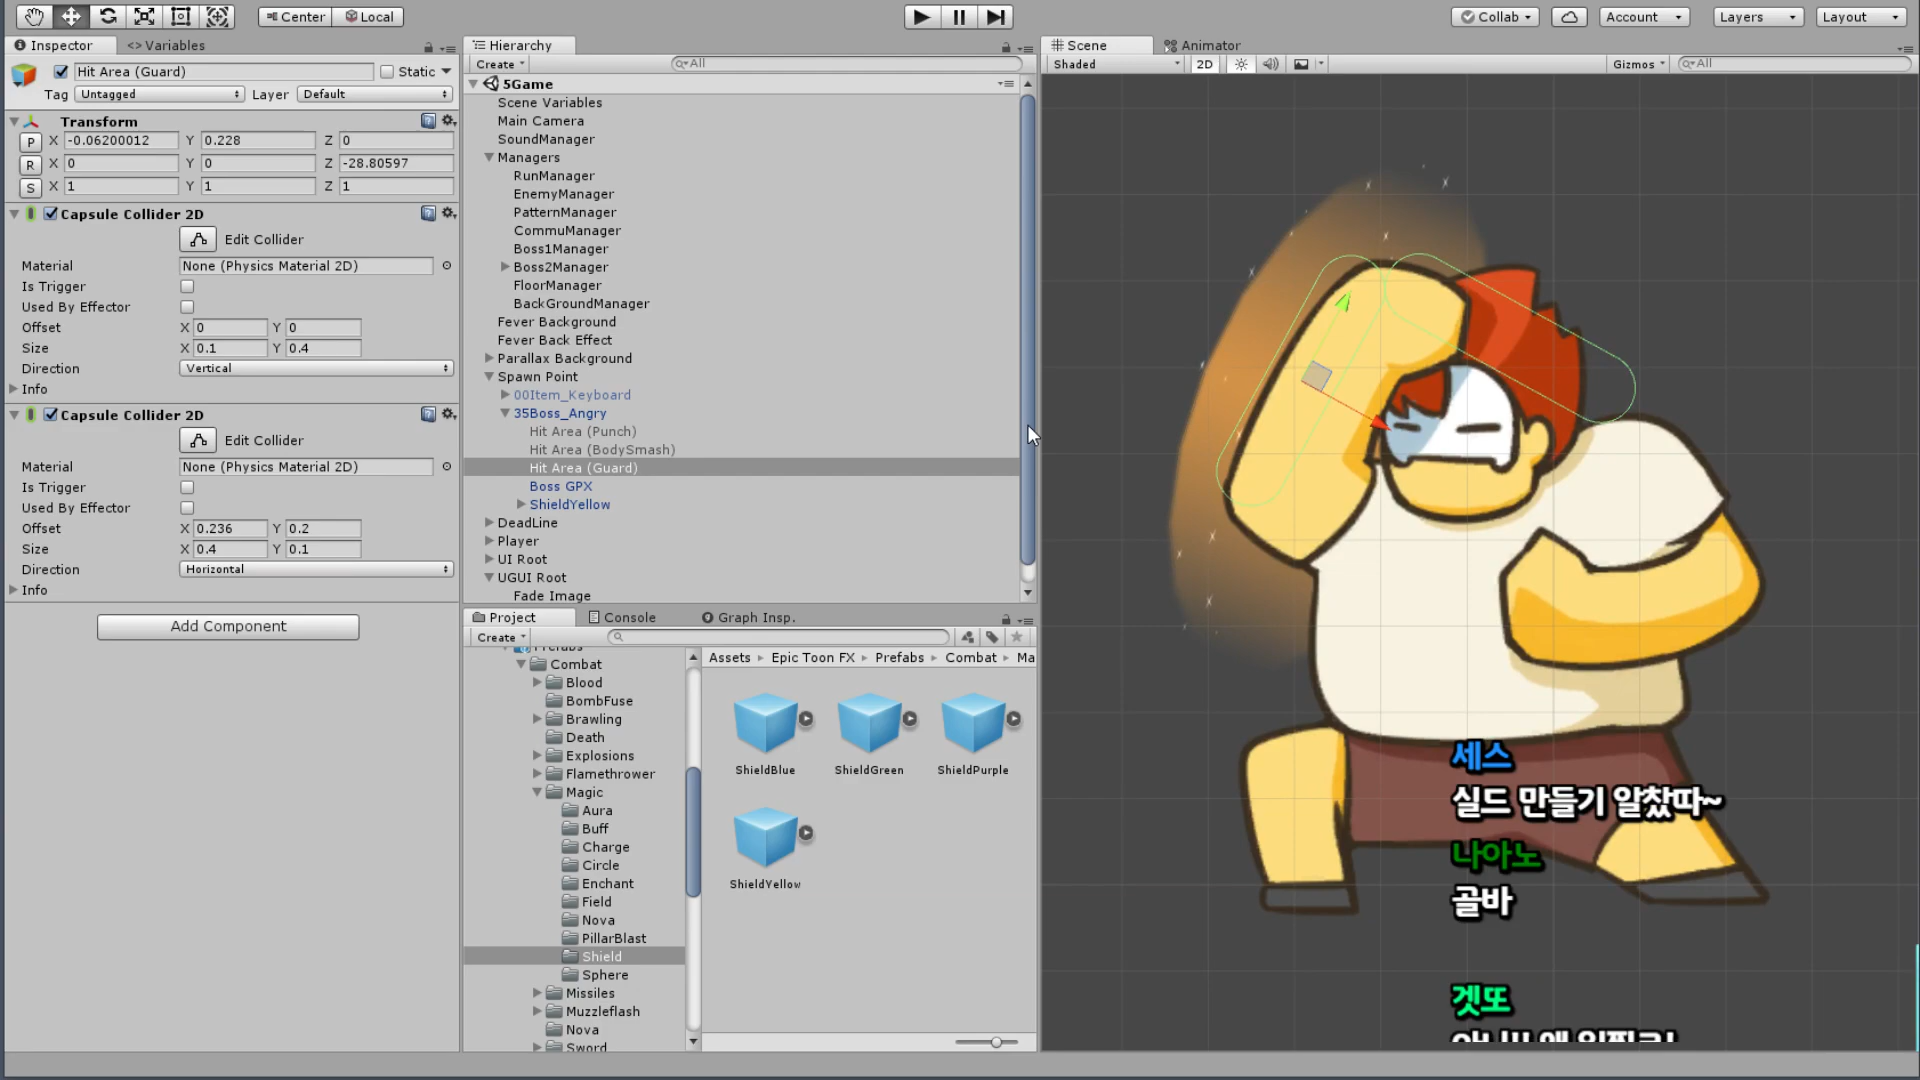 Center
Local
Collab
Account
Layers
Layout
Inspector
<> Variables
Hit Area (Guard)
Static
Tag
Untagged
Layer
Default
Transform
P X -0.06200012 Y 0.228 Z 0
R X 0 Y 0 Z -28.80597
S X 1 Y 1 Z 1
Capsule Collider 2D
Edit Collider
Material
None (Physics Material 2D)
Is Trigger
Used By Effector
Offset X 0 Y 0
Size X 0.1 Y 0.4
Direction
Vertical
Info
Capsule Collider 2D
Edit Collider
Material
None (Physics Material 2D)
Is Trigger
Used By Effector
Offset X 0.236 Y 0.2
Size X 0.4 Y 0.1
Direction
Horizontal
Info
Add Component
Hierarchy
Create
All
5Game
Scene Variables
Main Camera
SoundManager
Managers
RunManager
EnemyManager
PatternManager
CommuManager
Boss1Manager
Boss2Manager
FloorManager
BackGroundManager
Fever Background
Fever Back Effect
Parallax Background
Spawn Point
00Item_Keyboard
35Boss_Angry
Hit Area (Punch)
Hit Area (BodySmash)
Hit Area (Guard)
Boss GPX
ShieldYellow
DeadLine
Player
UI Root
UGUI Root
Fade Image
Project
Console
Graph Insp.
Create
Prefabs
Combat
Blood
BombFuse
Brawling
Death
Explosions
Flamethrower
Magic
Aura
Buff
Charge
Circle
Enchant
Field
Nova
PillarBlast
Shield
Sphere
Missiles
Muzzleflash
Nova
Sword
Assets
Epic Toon FX
Prefabs
Combat
Ma
ShieldBlue
ShieldGreen
ShieldPurple
ShieldYellow
Scene
Animator
Shaded
2D
Gizmos
All
세스
실드 만들기 알찼따~
나아노
골바
겟또